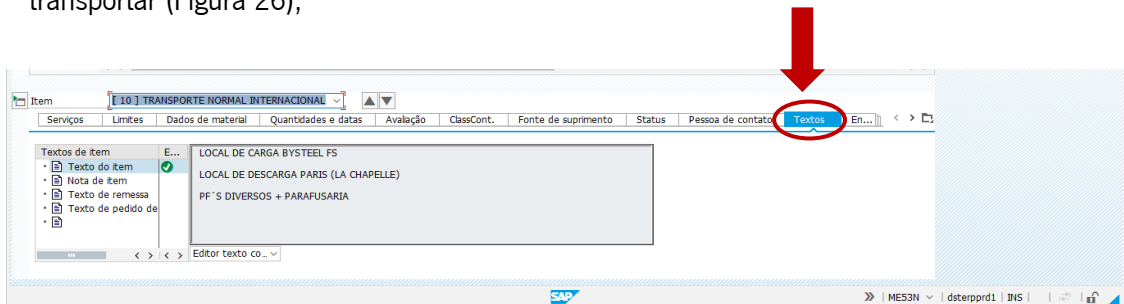 transportar (Figura 26);
Item [ 10 ] TRANSPORTE NORMAL INTERNACIONAL
Serviços Limites Dados de material Quantidades e datas Avaliação ClassCont. Fonte de suprimento Status Pessoa de contato Textos En...
Textos de item E...
Texto do item
Nota de item
Texto de remessa
Texto de pedido de
LOCAL DE CARGA BYSTEEL FS
LOCAL DE DESCARGA PARIS (LA CHAPELLE)
PF´S DIVERSOS + PARAFUSARIA
Editor texto co...
SAP
ME53N dsterpprd1 INS